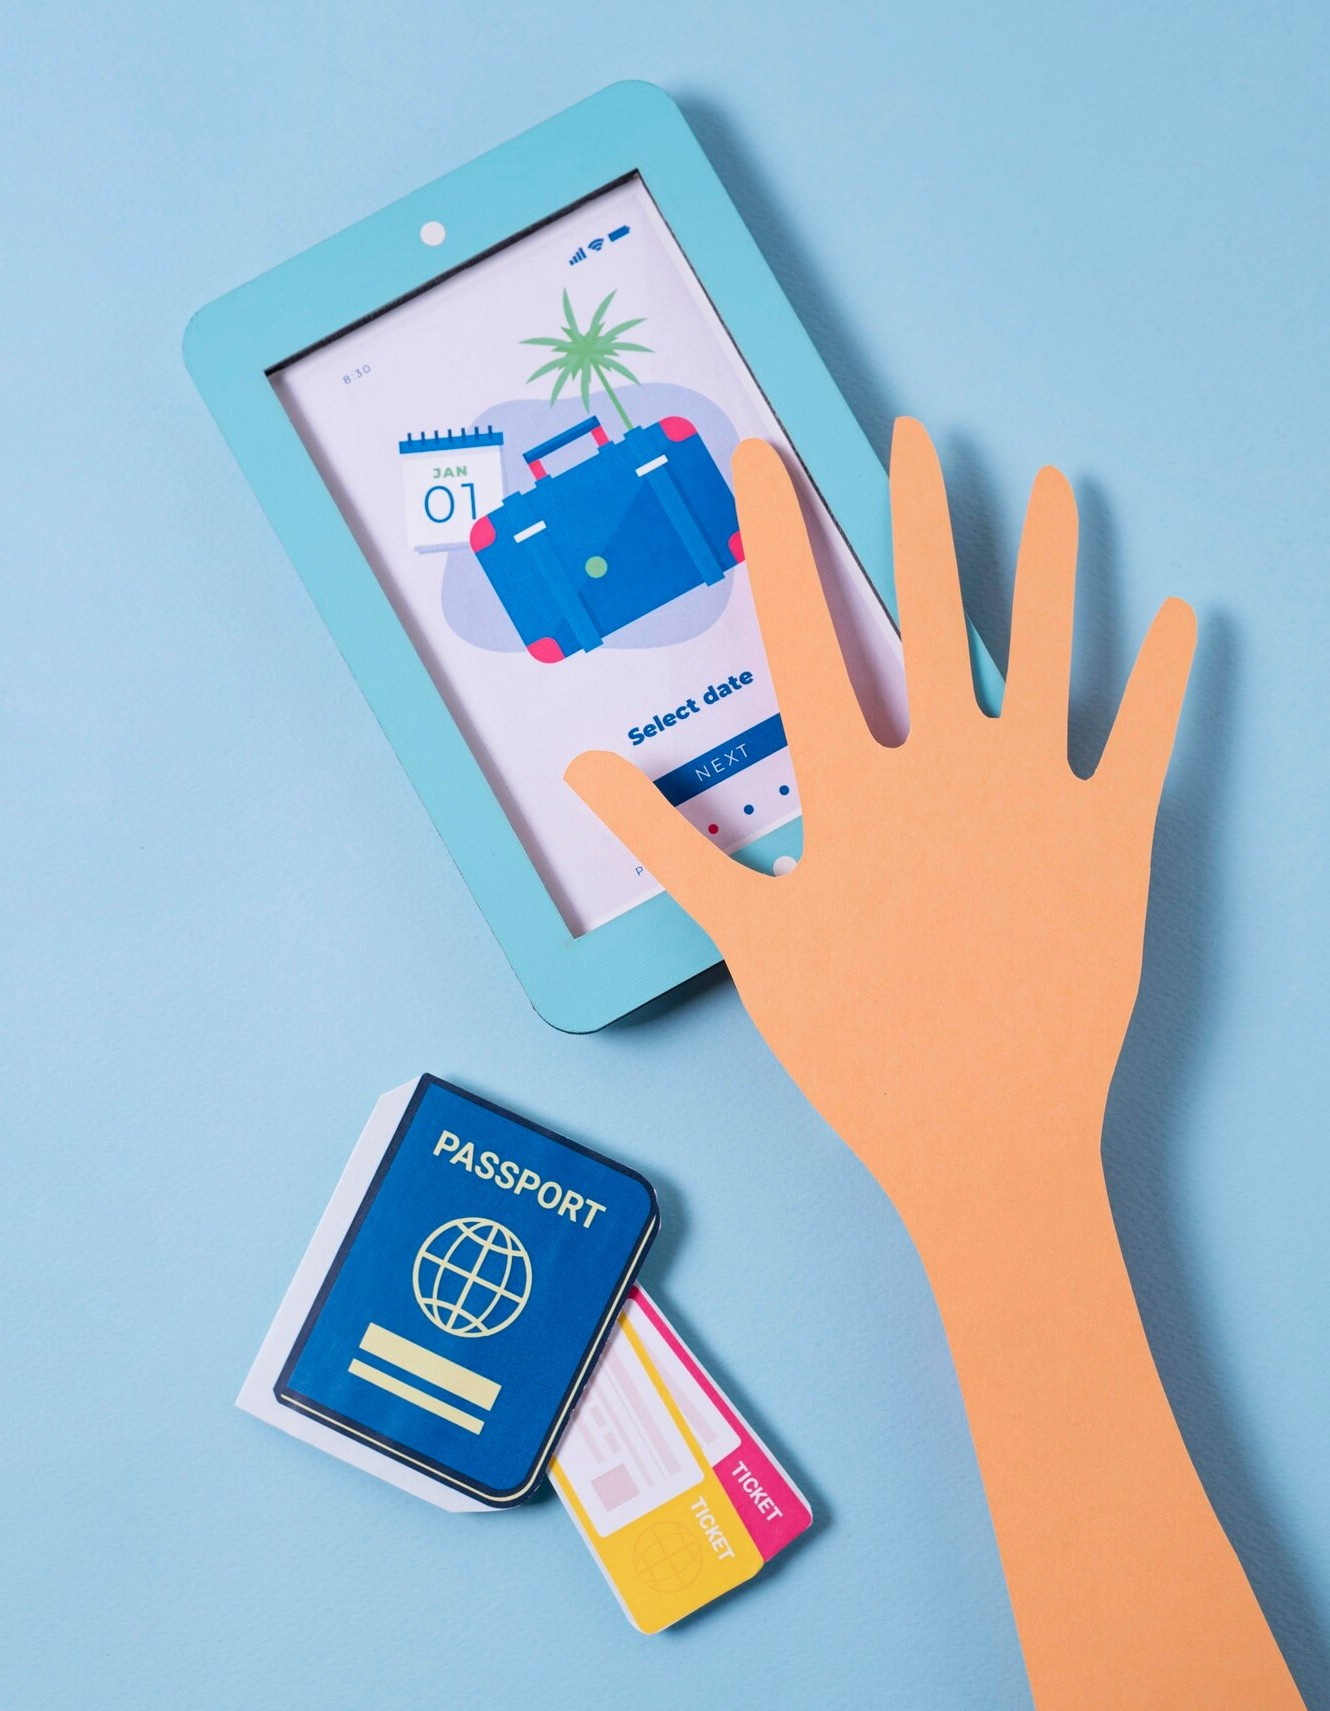 8:30
JAN
01
Select date
NEXT
PASSPORT
TICKET
TICKET